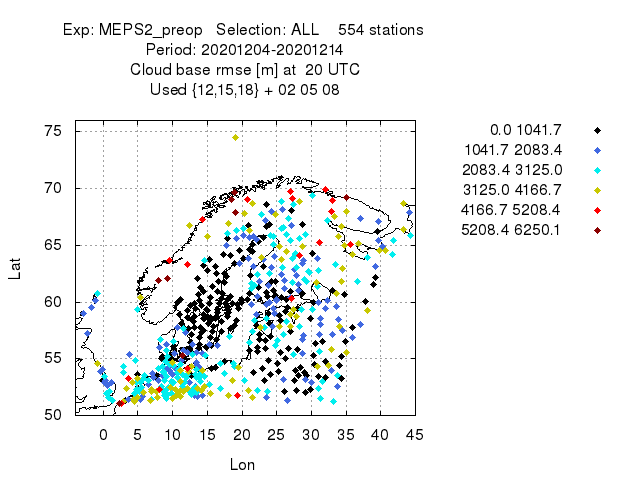 Exp: MEPS2_preop   Selection: ALL    554 stations
Period: 20201204-20201214
Cloud base rmse [m] at  20 UTC
Used {12,15,18} + 02 05 08
0.0 1041.7
1041.7 2083.4
2083.4 3125.0
3125.0 4166.7
4166.7 5208.4
5208.4 6250.1
75
70
65
60
55
50
Lat
0 5 10 15 20 25 30 35 40 45
Lon